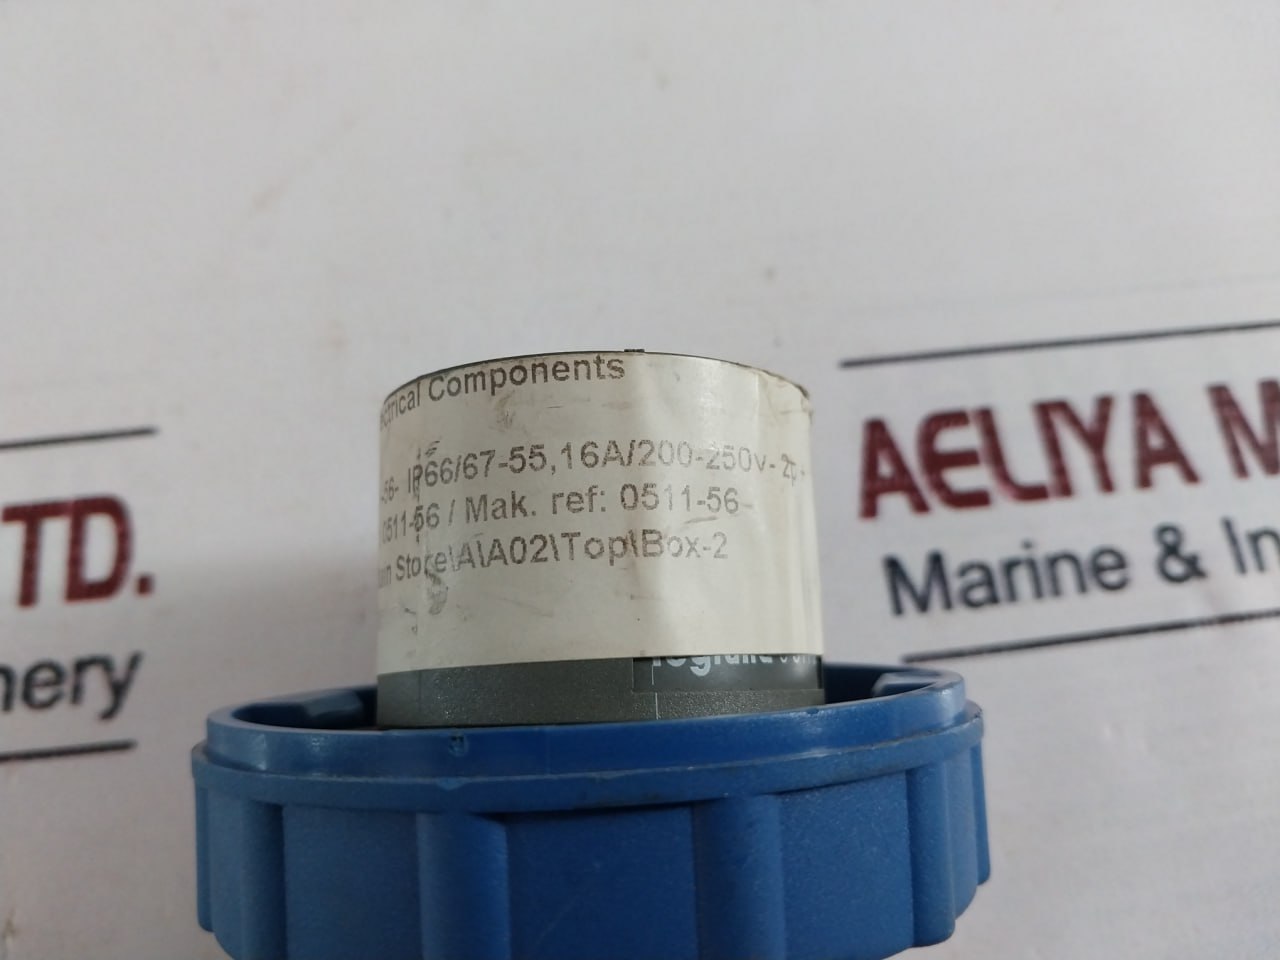 Components
IP66/67-55,16A/200-250v-
0511-56 / Mak. ref: 0511-56-
Store\A\A02\Top\Box-2
TD.
nery
AELIYA M
Marine & In